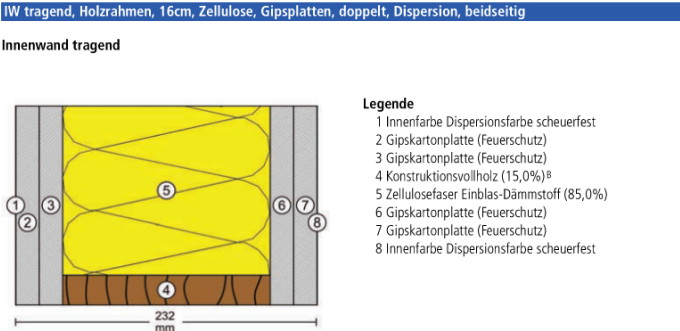 IW tragend, Holzrahmen, 16cm, Zellulose, Gipsplatten, doppelt, Dispersion, beidseitig
Innenwand tragend
Legende
1 Innenfarbe Dispersionsfarbe scheuerfest
2 Gipskartonplatte (Feuerschutz)
3 Gipskartonplatte (Feuerschutz)
4 Konstruktionsvollholz (15,0%)B
5 Zellulosefaser Einblas-Dämmstoff (85,0%)
6 Gipskartonplatte (Feuerschutz)
7 Gipskartonplatte (Feuerschutz)
8 Innenfarbe Dispersionsfarbe scheuerfest
1
2
3
5
4
6
7
8
232
mm